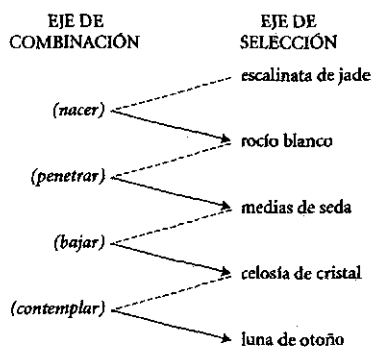 EJE DE
COMBINACIÓN
EJE DE
SELECCIÓN
escalinata de jade
(nacer)
rocío blanco
(penetrar)
medias de seda
(bajar)
celosía de cristal
(contemplar)
luna de otoño